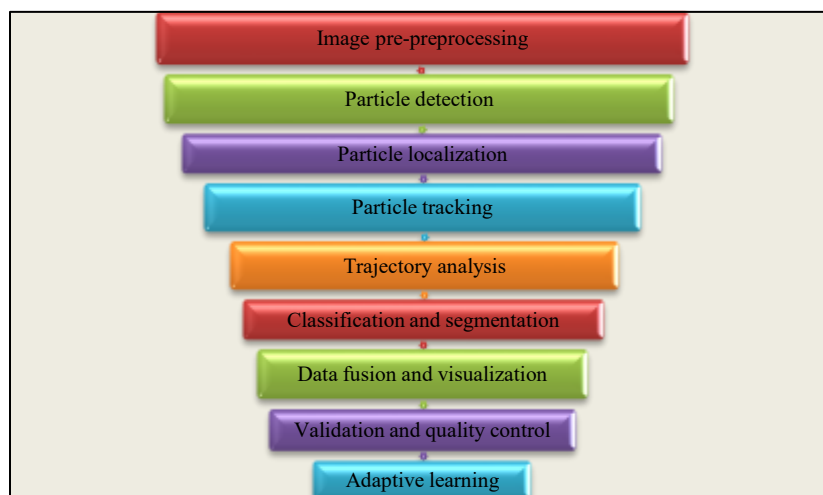 Image pre-preprocessing
Particle detection
Particle localization
Particle tracking
Trajectory analysis
Classification and segmentation
Data fusion and visualization
Validation and quality control
Adaptive learning